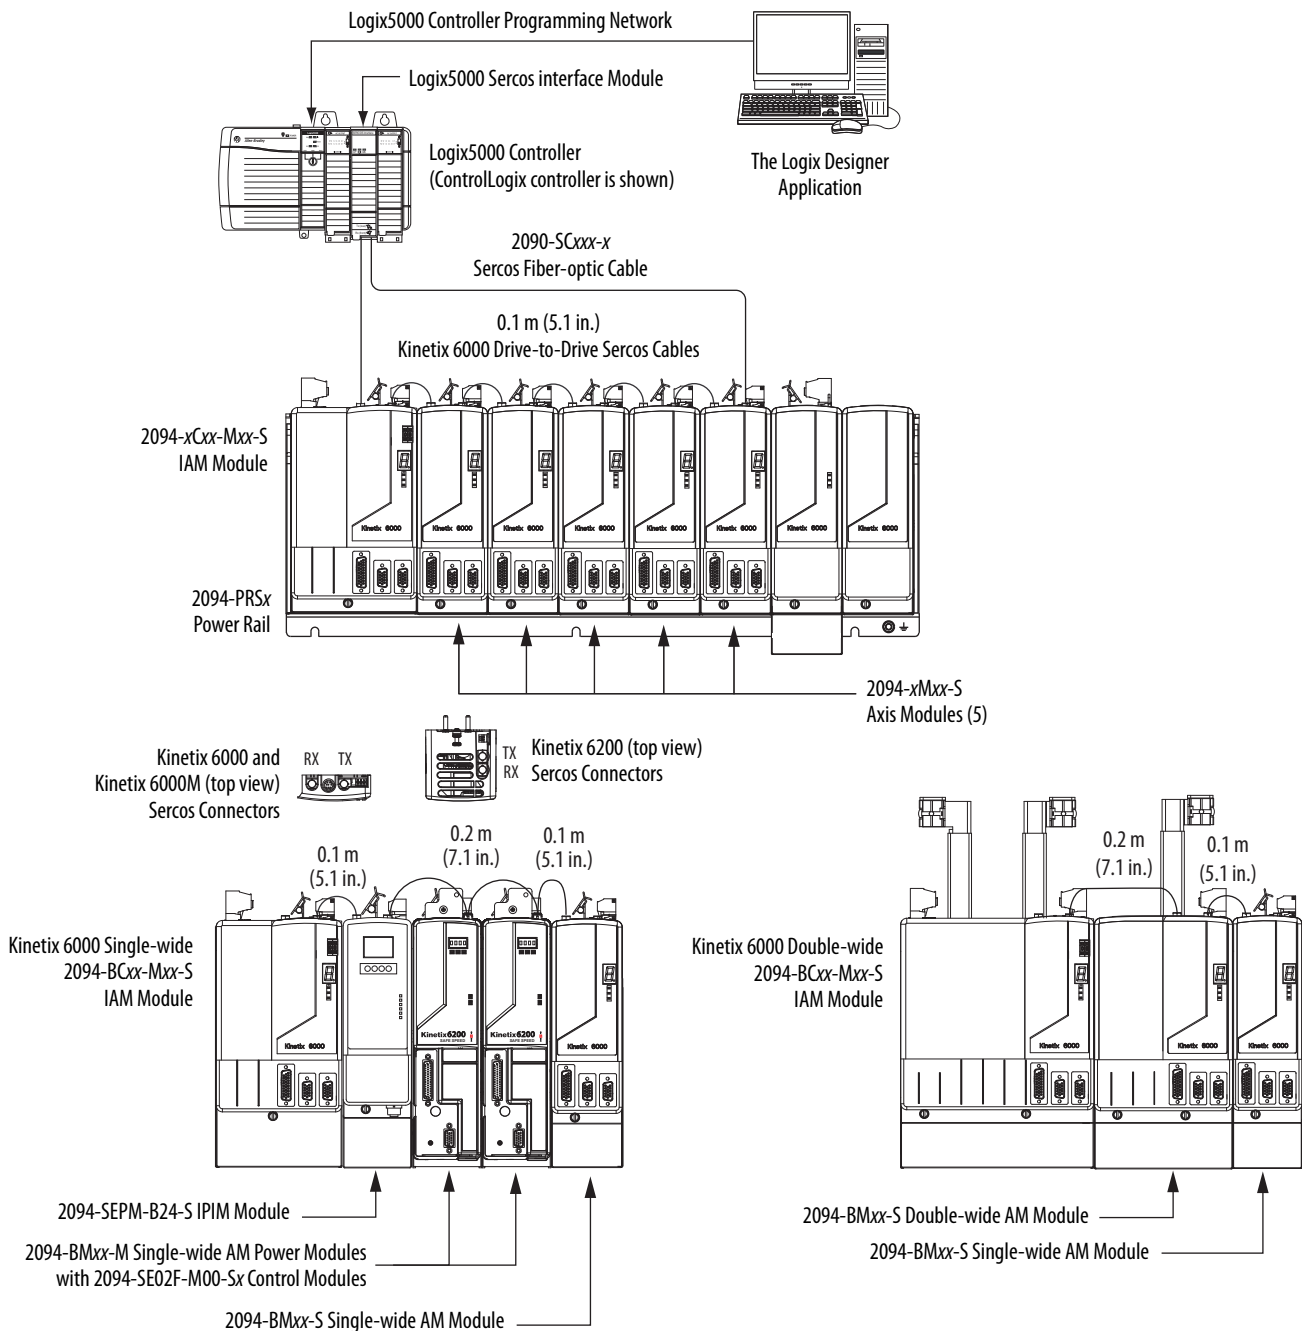 Logix5000 Controller Programming Network
Logix5000 Sercos interface Module
Logix5000 Controller
(ControlLogix controller is shown)
The Logix Designer
Application
2090-SCxxx-x
Sercos Fiber-optic Cable
0.1 m (5.1 in.)
Kinetix 6000 Drive-to-Drive Sercos Cables
2094-xCxx-Mxx-S
IAM Module
Kinetix 6000
Kinetix 6000
Kinetix 6000
Kinetix 6000
Kinetix 6000
Kinetix 6000
Kinetix 6000
Kinetix 6000
2094-PRSx
Power Rail
2094-xMxx-S
Axis Modules (5)
Kinetix 6000 and
Kinetix 6000M (top view)
Sercos Connectors
RX TX
TX
RX
Kinetix 6200 (top view)
Sercos Connectors
0.1 m
(5.1 in.)
0.2 m
(7.1 in.)
0.1 m
(5.1 in.)
Kinetix 6000 Single-wide
2094-BCxx-Mxx-S
IAM Module
Kinetix 6000
Kinetix6200
SAFE SPEED
Kinetix6200
SAFE SPEED
Kinetix 6000
2094-SEPM-B24-S IPIM Module
2094-BMxx-M Single-wide AM Power Modules
with 2094-SE02F-M00-Sx Control Modules
2094-BMxx-S Single-wide AM Module
0.2 m
(7.1 in.)
0.1 m
(5.1 in.)
Kinetix 6000 Double-wide
2094-BCxx-Mxx-S
IAM Module
Kinetix 6000
Kinetix 6000
Kinetix 6000
2094-BMxx-S Double-wide AM Module
2094-BMxx-S Single-wide AM Module